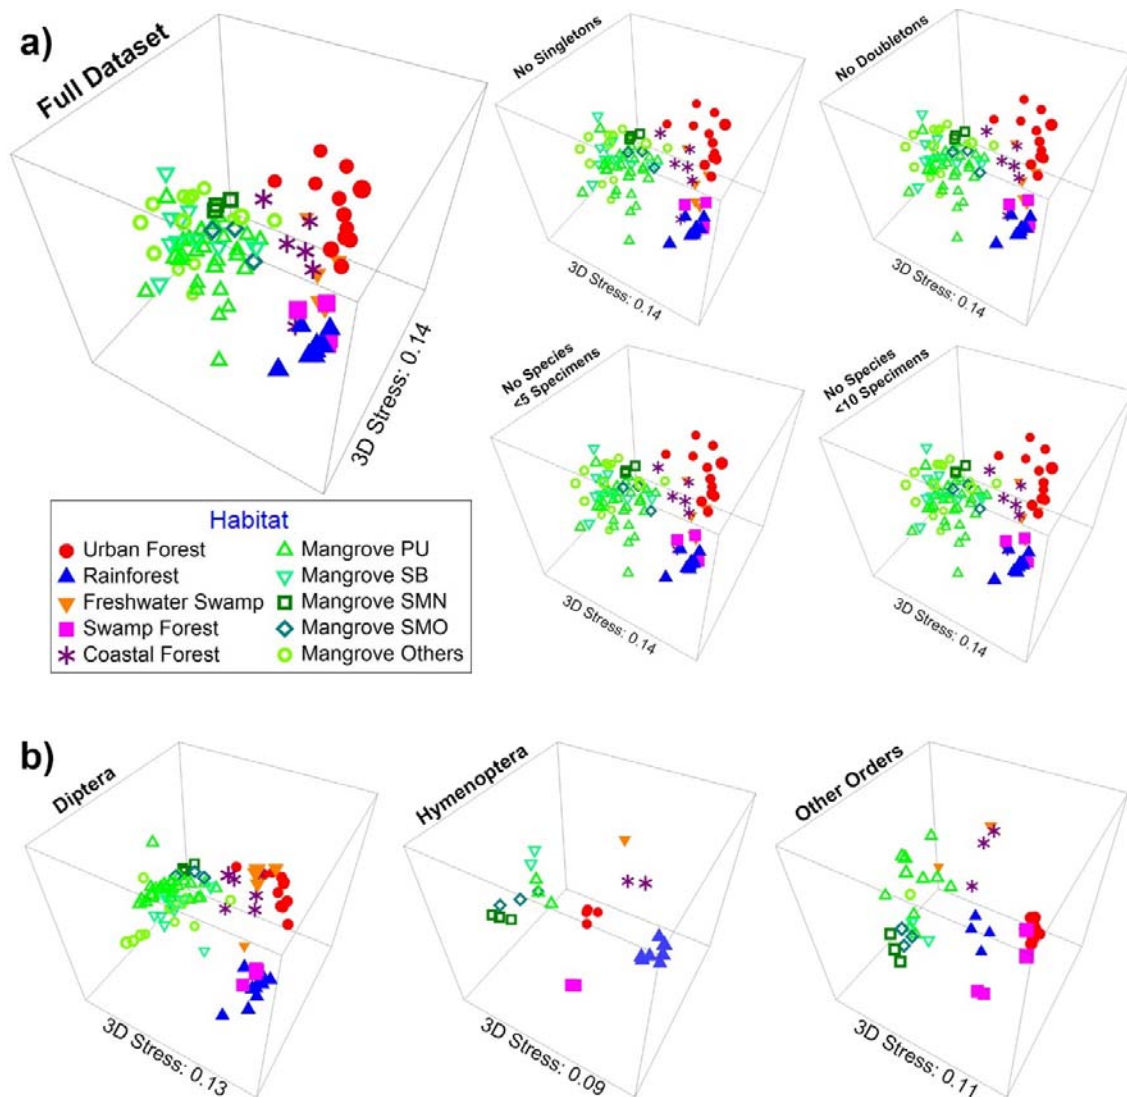 a)
Full Dataset
3D Stress: 0.14
No Singletons
3D Stress: 0.14
No Doubletons
3D Stress: 0.14
No Species
<5 Specimens
3D Stress: 0.14
No Species
<10 Specimens
3D Stress: 0.14
Habitat
Urban Forest
Rainforest
Freshwater Swamp
Swamp Forest
Coastal Forest
Mangrove PU
Mangrove SB
Mangrove SMN
Mangrove SMO
Mangrove Others
b)
Diptera
3D Stress: 0.13
Hymenoptera
3D Stress: 0.09
Other Orders
3D Stress: 0.11